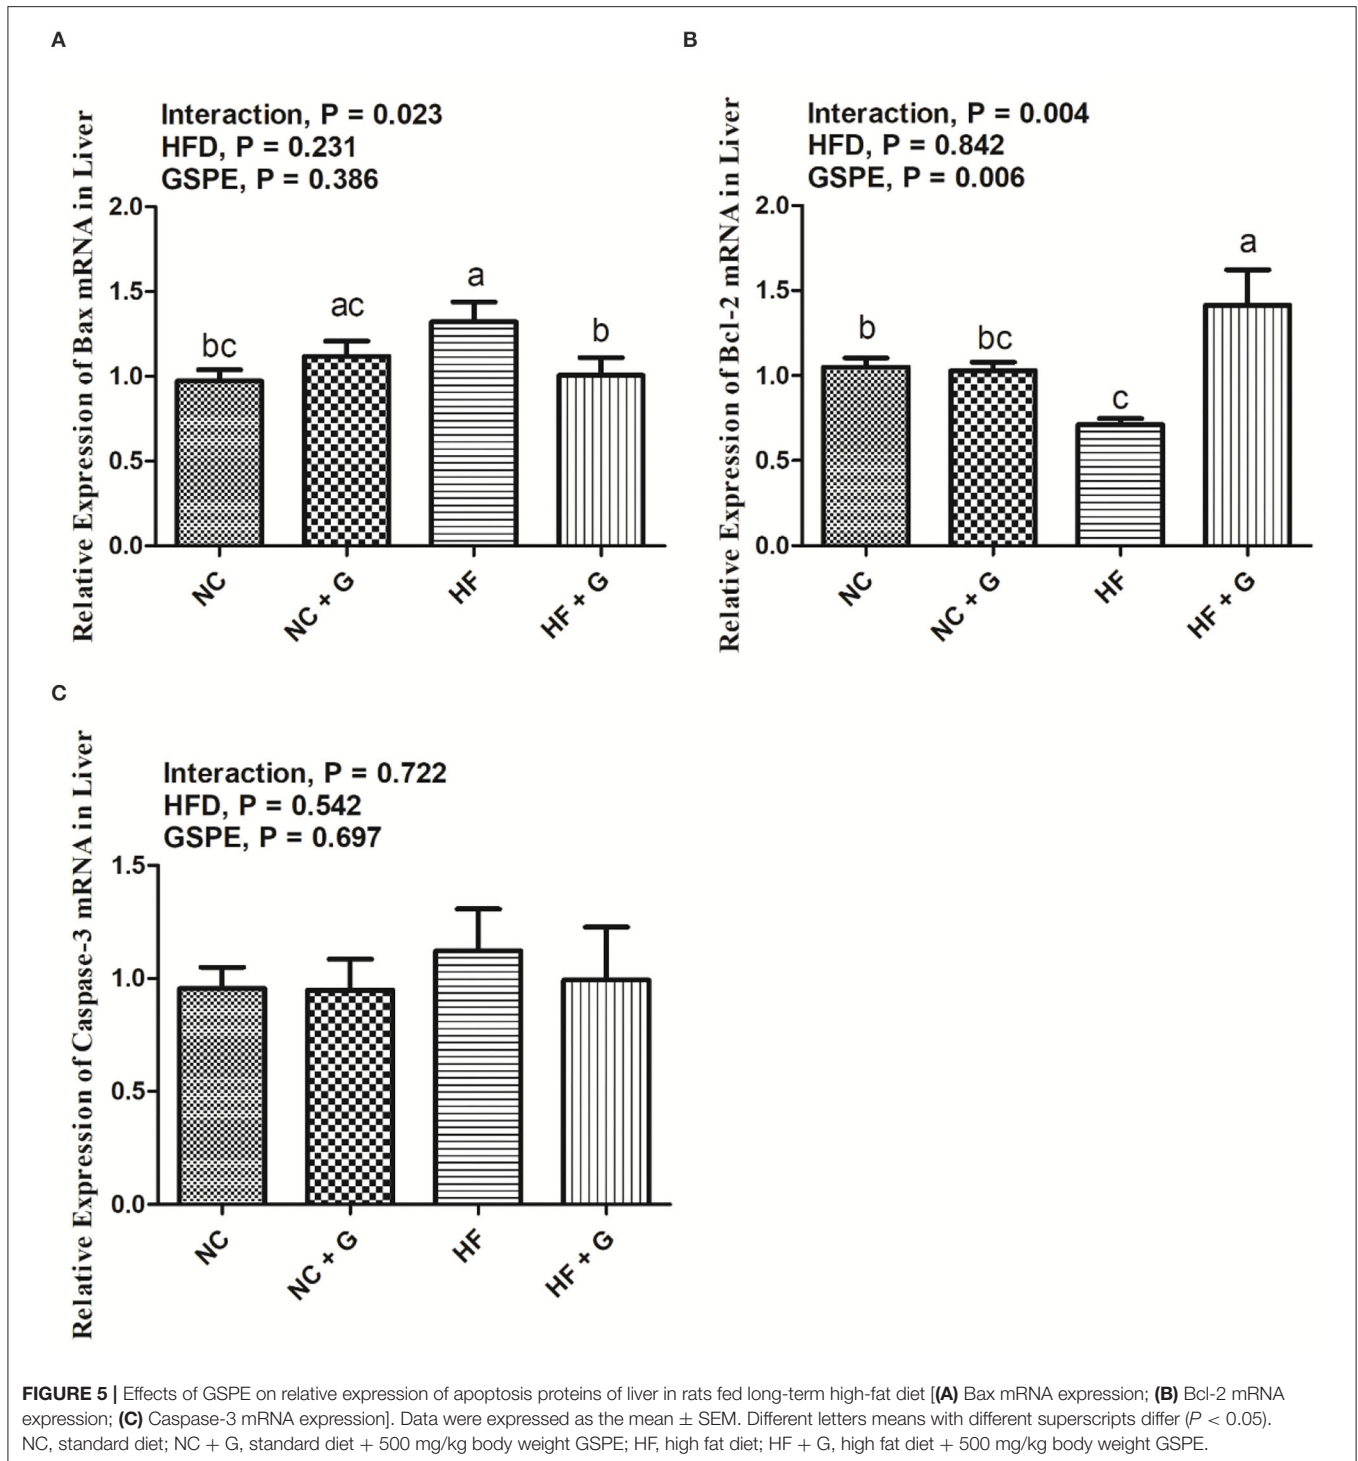 A
Interaction, P = 0.023
HFD, P = 0.231
GSPE, P = 0.386
Relative Expression of Bax mRNA in Liver
2.0
1.5
1.0
0.5
0.0
bc
ac
a
b
NC
NC + G
HF
HF + G
B
Interaction, P = 0.004
HFD, P = 0.842
GSPE, P = 0.006
Relative Expression of Bcl-2 mRNA in Liver
2.0
1.5
1.0
0.5
0.0
b
bc
c
a
NC
NC + G
HF
HF + G
C
Interaction, P = 0.722
HFD, P = 0.542
GSPE, P = 0.697
Relative Expression of Caspase-3 mRNA in Liver
1.5
1.0
0.5
0.0
NC
NC + G
HF
HF + G
FIGURE 5 | Effects of GSPE on relative expression of apoptosis proteins of liver in rats fed long-term high-fat diet [(A) Bax mRNA expression; (B) Bcl-2 mRNA
expression; (C) Caspase-3 mRNA expression]. Data were expressed as the mean ± SEM. Different letters means with different superscripts differ (P < 0.05).
NC, standard diet; NC + G, standard diet + 500 mg/kg body weight GSPE; HF, high fat diet; HF + G, high fat diet + 500 mg/kg body weight GSPE.